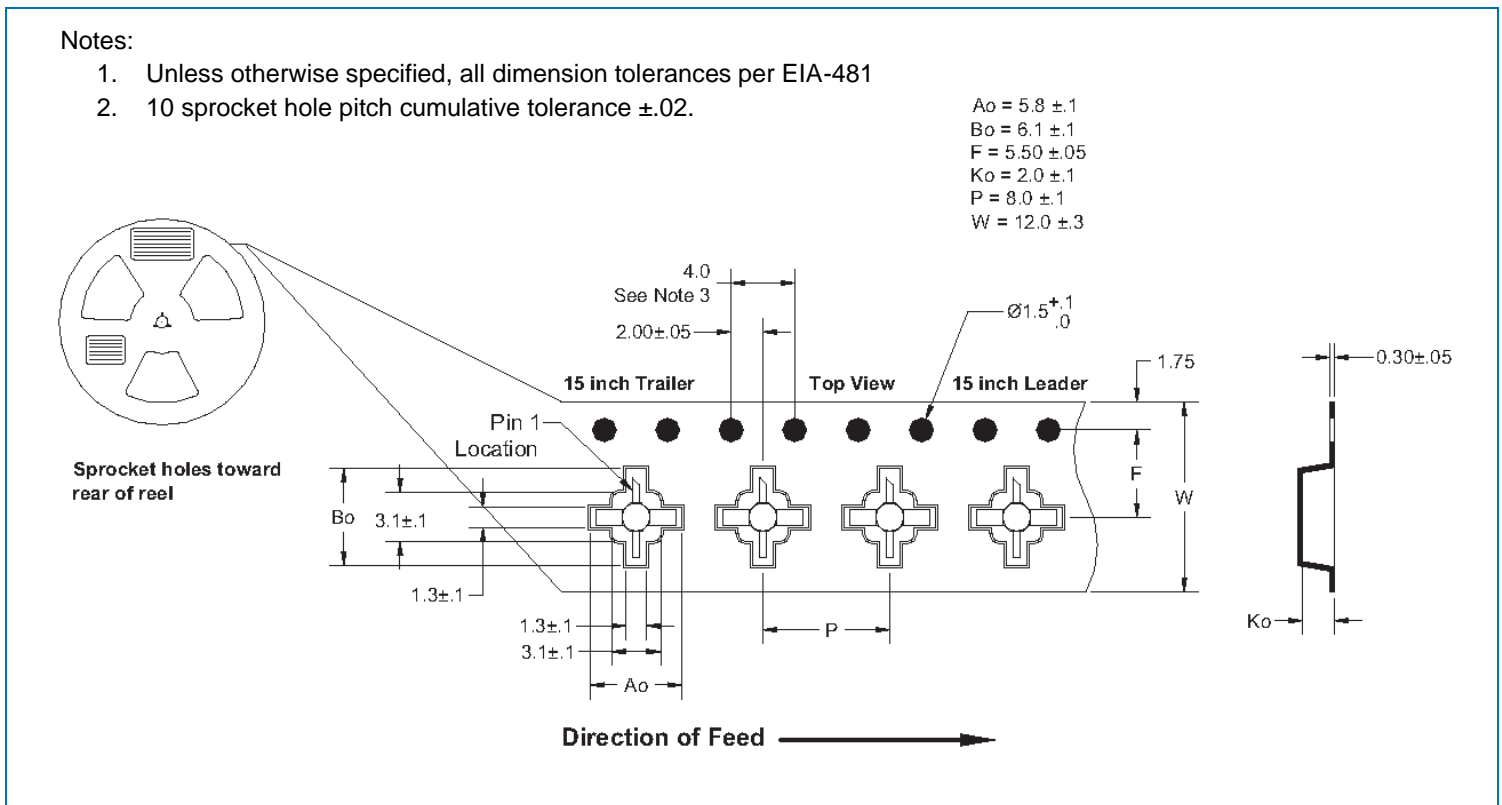 Notes:
1. Unless otherwise specified, all dimension tolerances per EIA-481
2. 10 sprocket hole pitch cumulative tolerance ±.02.
Ao = 5.8 ±.1
Bo = 6.1 ±.1
F = 5.50 ±.05
Ko = 2.0 ±.1
P = 8.0 ±.1
W = 12.0 ±.3
4.0
See Note 3
2.00±.05
Ø1.5 +.1 .0
1.75
0.30±.05
15 inch Trailer
Top View
15 inch Leader
Pin 1
Location
Sprocket holes toward
rear of reel
F
W
Bo
3.1±.1
1.3±.1
1.3±.1
3.1±.1
P
Ko
Ao
Direction of Feed